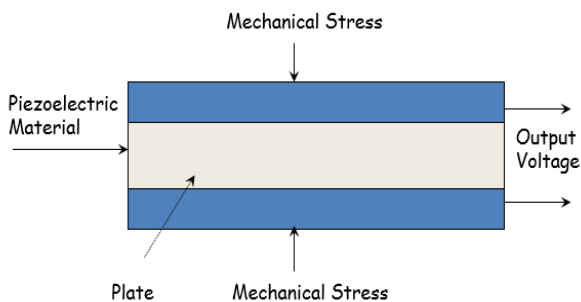 Mechanical Stress
Piezoelectric
Material
Output
Voltage
Plate
Mechanical Stress